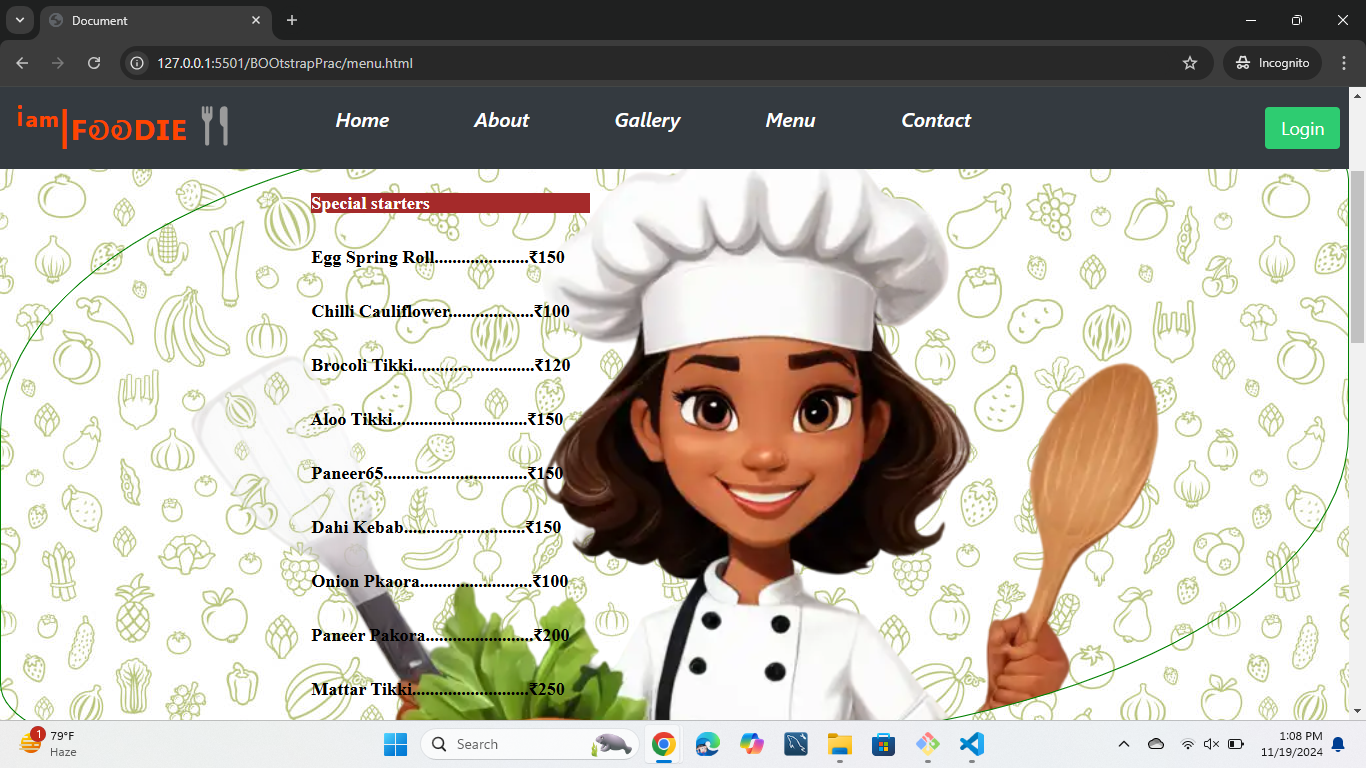 Document
127.0.0.1:5501/BOOtstrapPrac/menu.html
Incognito
i am FOODIE
Home About Gallery Menu Contact
Login
Special starters
Egg Spring Roll.....................₹150
Chilli Cauliflower...................₹100
Brocoli Tikki...........................₹120
Aloo Tikki..............................₹150
Paneer65................................₹150
Dahi Kebab...........................₹150
Onion Pkaora.........................₹100
Paneer Pakora........................₹200
Mattar Tikki..........................₹250
1
79°F
Haze
Search
1:08 PM
11/19/2024